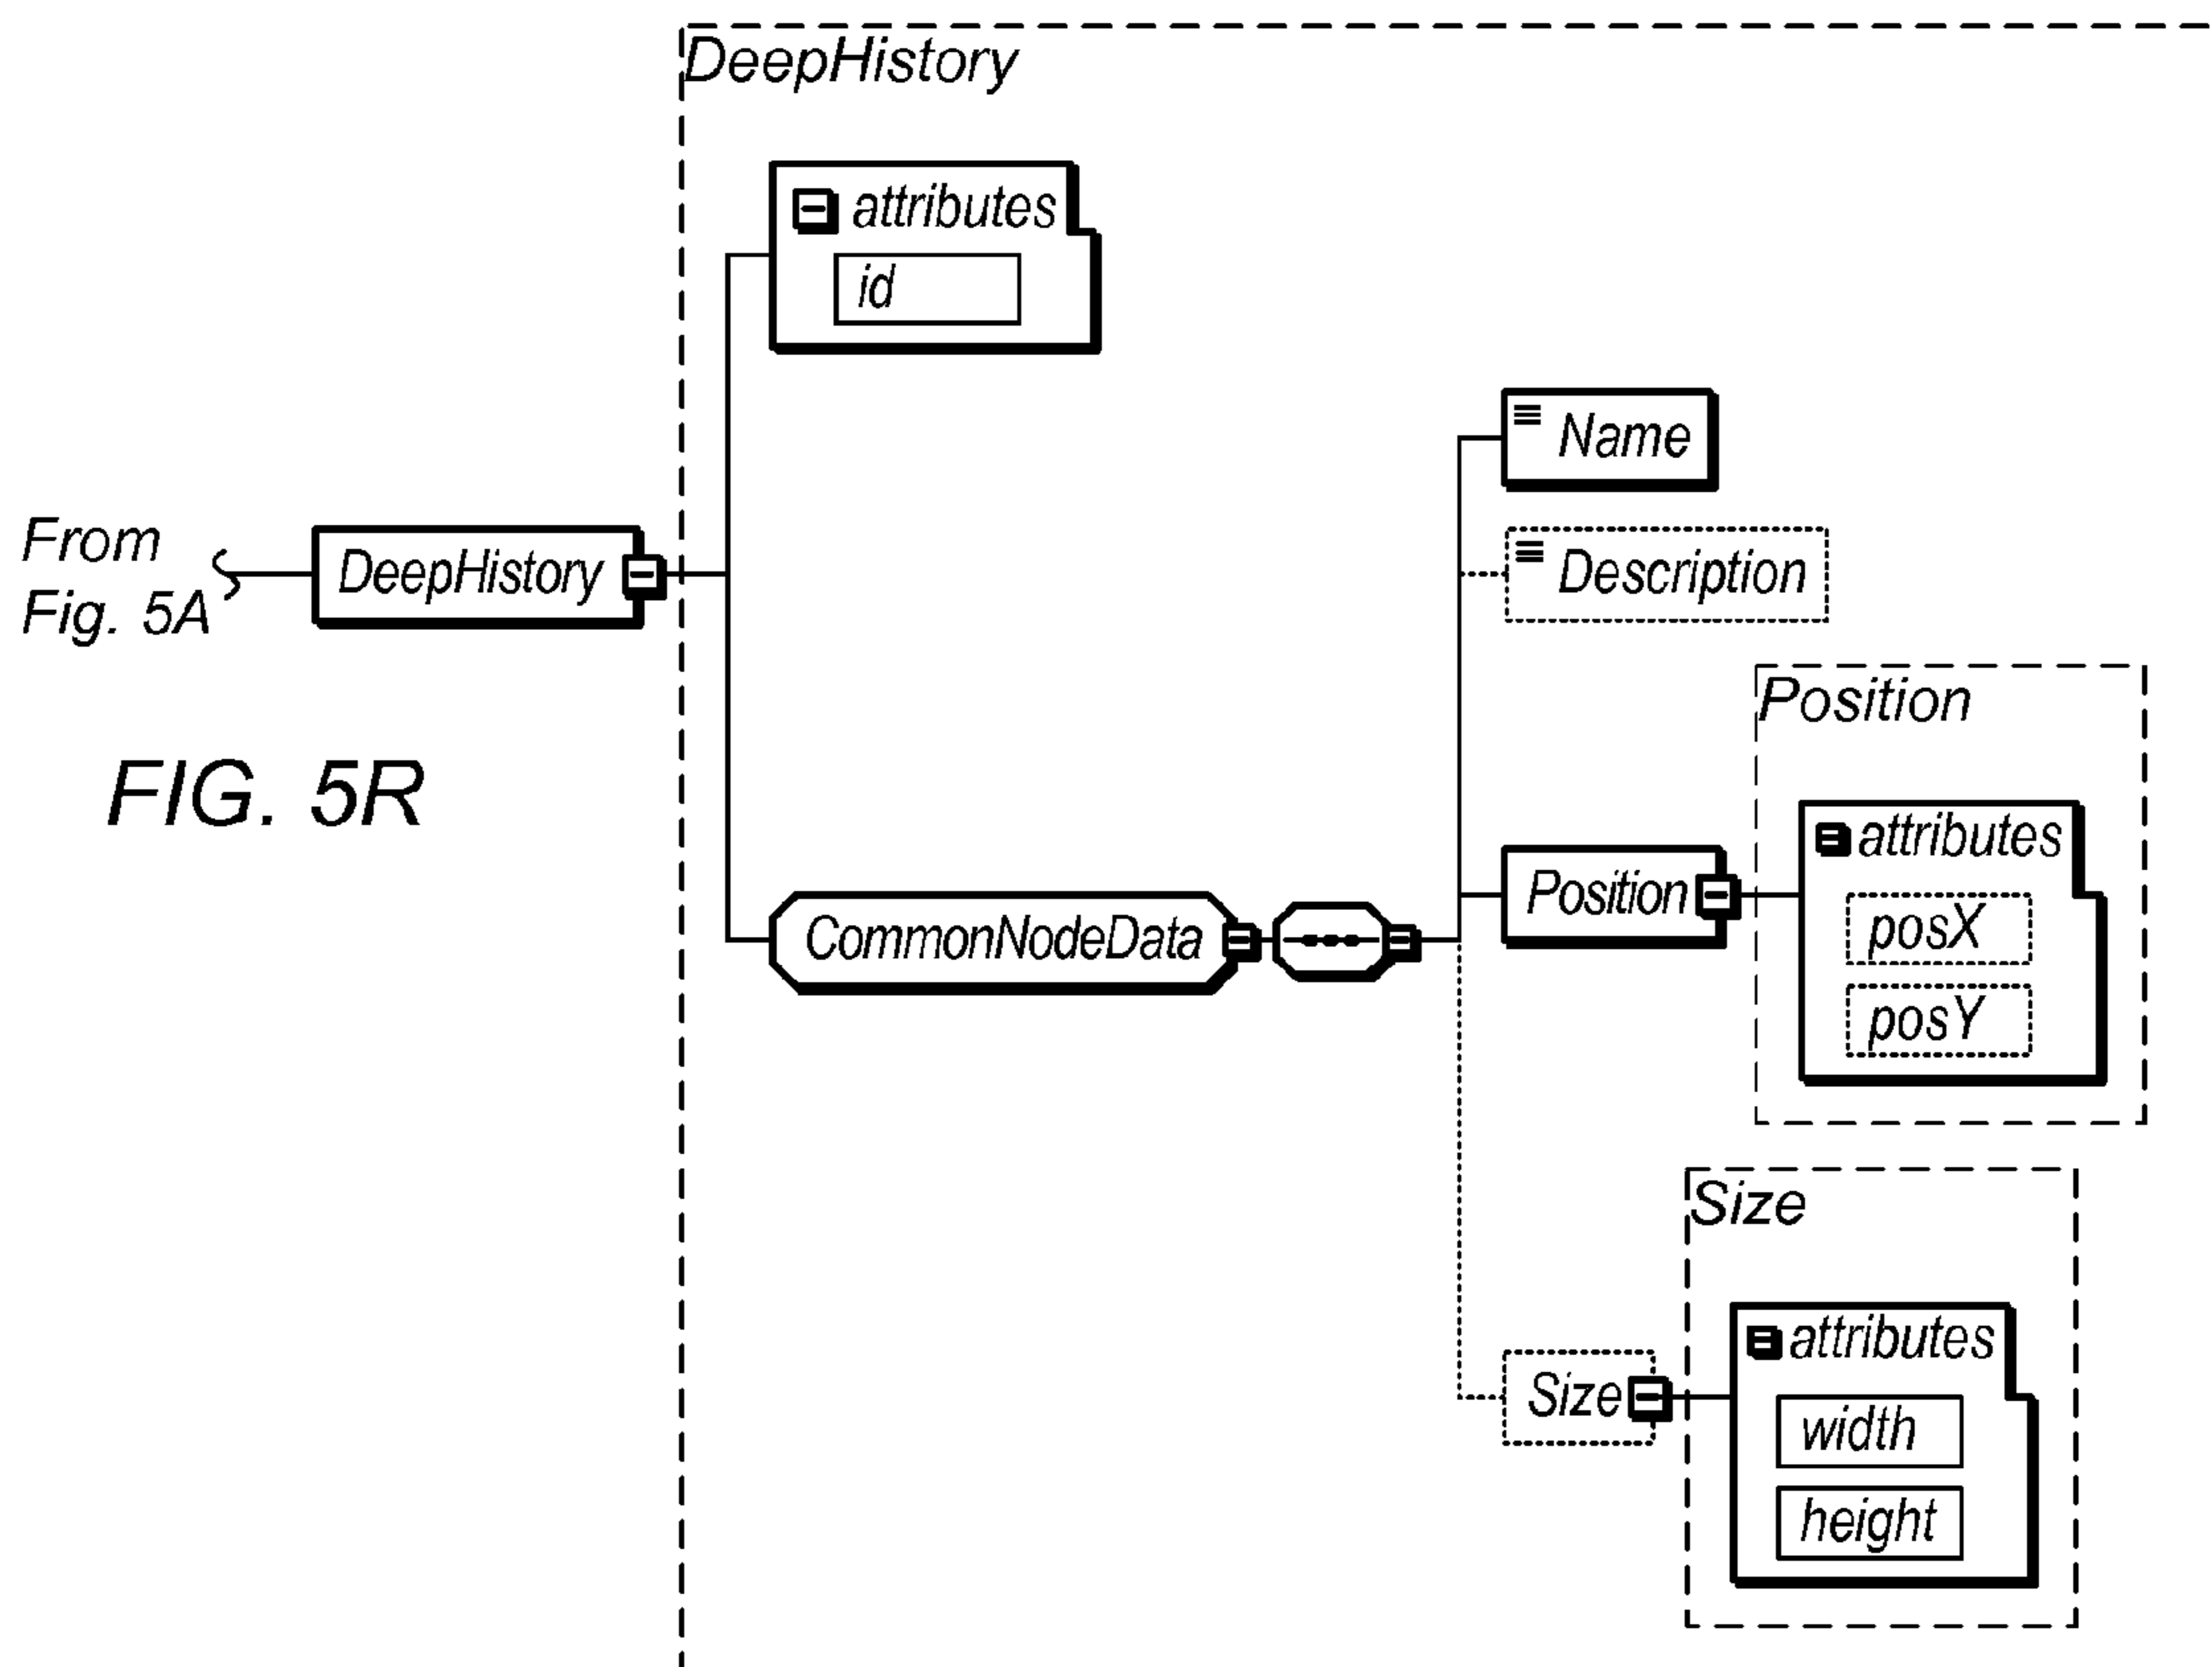 DeepHistory
attributes
id
Name
From
Fig. 5A
DeepHistory
Description
Position
FIG. 5R
attributes
Position
posX
CommonNodeData
posY
Size
attributes
Size
width
height